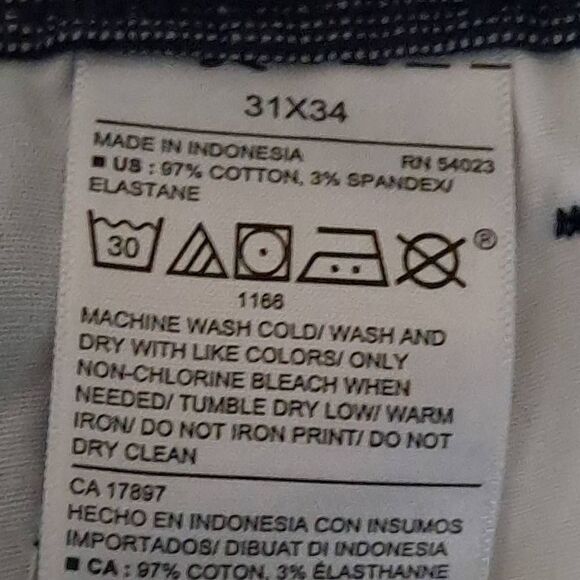 31X34
MADE IN INDONESIA RN 54023
US : 97% COTTON, 3% SPANDEX/
ELASTANE
30
®
1166
MACHINE WASH COLD/ WASH AND
DRY WITH LIKE COLORS/ ONLY
NON-CHLORINE BLEACH WHEN
NEEDED/ TUMBLE DRY LOW/ WARM
IRON/ DO NOT IRON PRINT/ DO NOT
DRY CLEAN
CA 17897
HECHO EN INDONESIA CON INSUMOS
IMPORTADOS/ DIBUAT DI INDONESIA
CA : 97% COTON, 3% ÉLASTHANNE